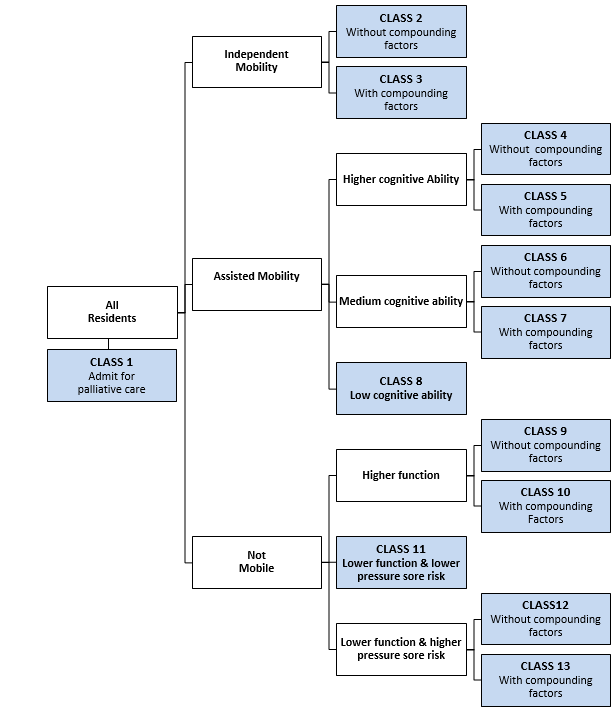 CLASS 2
Without compounding
factors
Independent
Mobility
CLASS 3
With compounding
factors
CLASS 4
Without  compounding
factors
Higher cognitive Ability
CLASS 5
With compounding
factors
Assisted Mobility
CLASS 6
Without compounding
factors
Medium cognitive ability
CLASS 7
With compounding
factors
All
Residents
CLASS 1
Admit for
palliative care
CLASS 8
Low cognitive ability
CLASS 9
Without compounding
factors
Higher function
CLASS 10
With compounding
Factors
Not
Mobile
CLASS 11
Lower function & lower
pressure sore risk
CLASS12
Without compounding
factors
Lower function & higher
pressure sore risk
CLASS 13
With compounding
factors